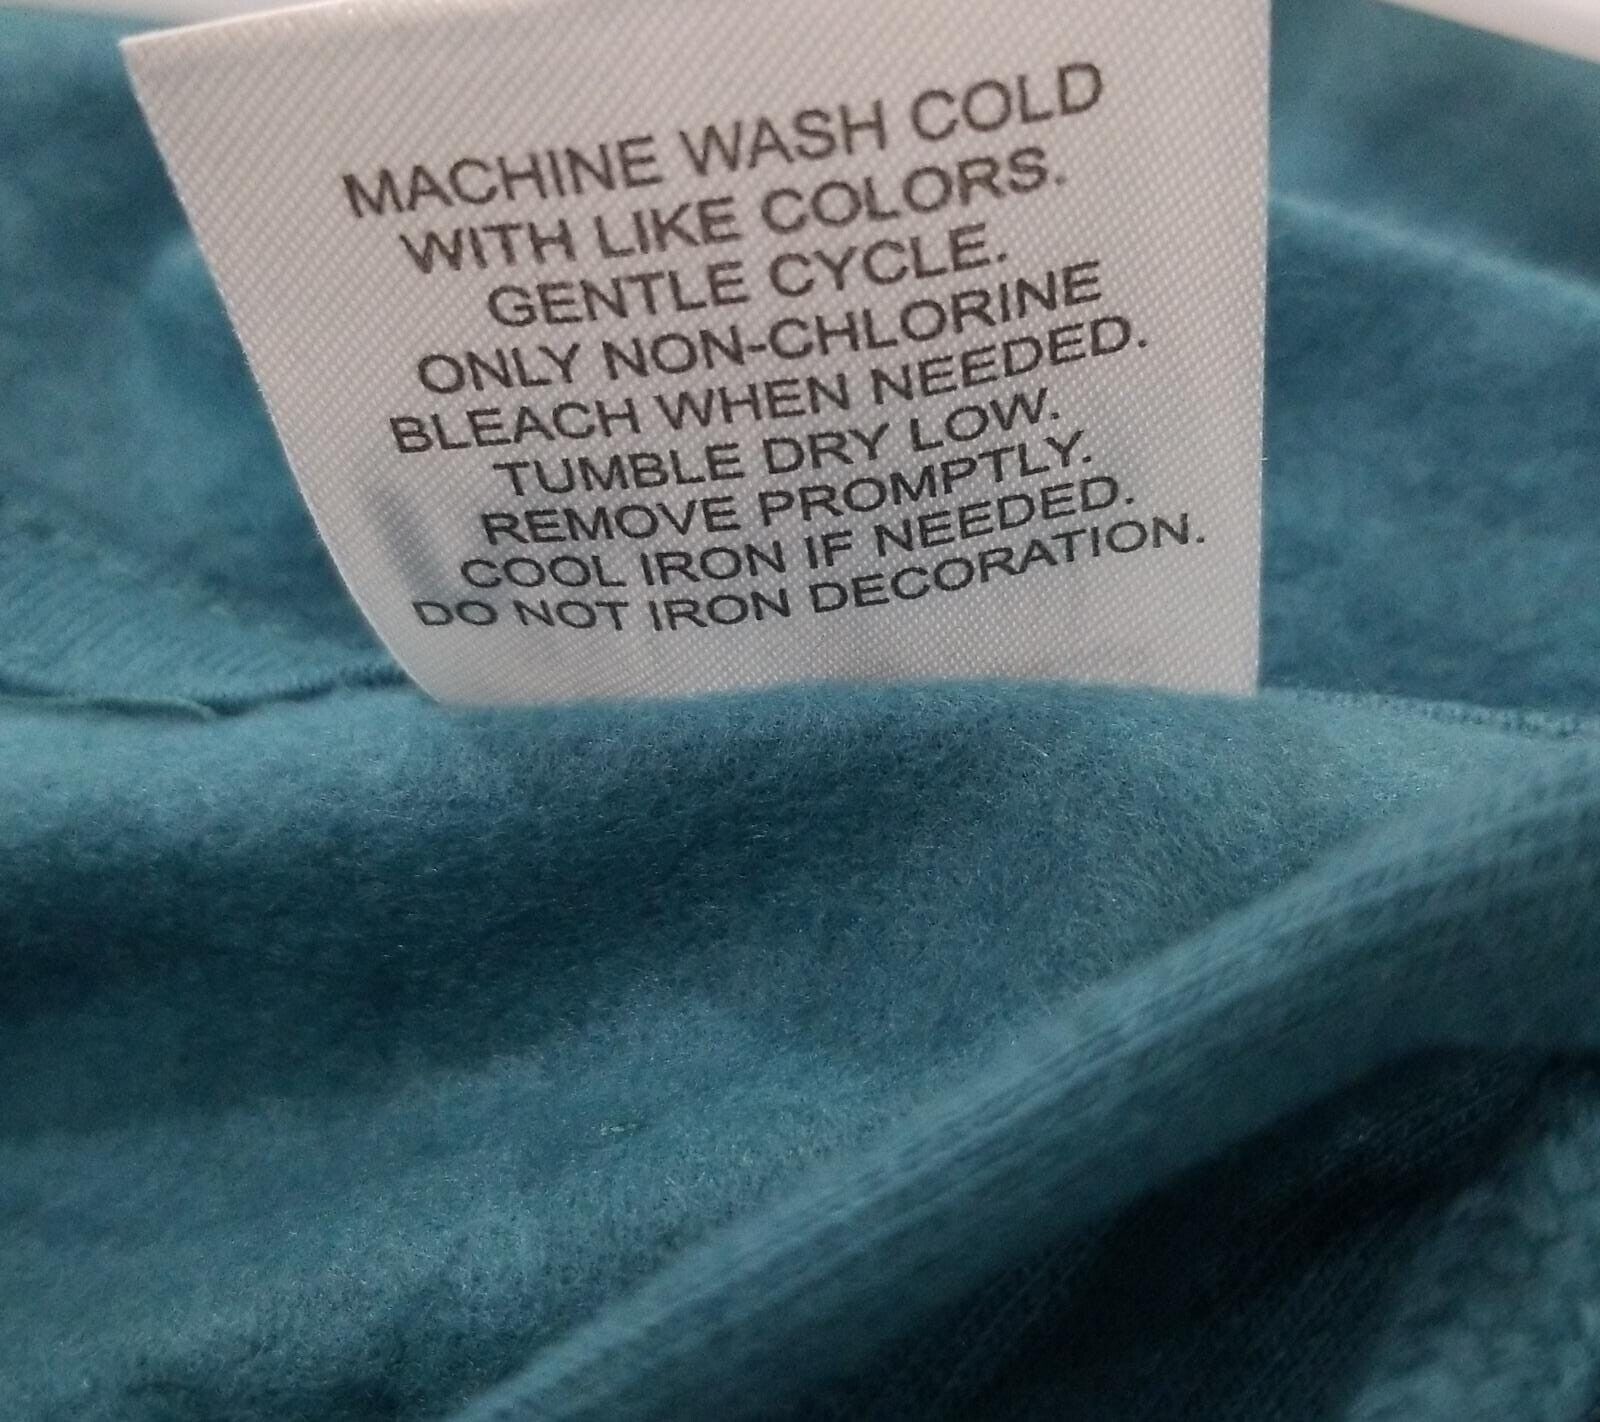 MACHINE WASH COLD
WITH LIKE COLORS.
GENTLE CYCLE.
ONLY NON-CHLORINE
BLEACH WHEN NEEDED.
TUMBLE DRY LOW.
REMOVE PROMPTLY.
COOL IRON IF NEEDED.
DO NOT IRON DECORATION.